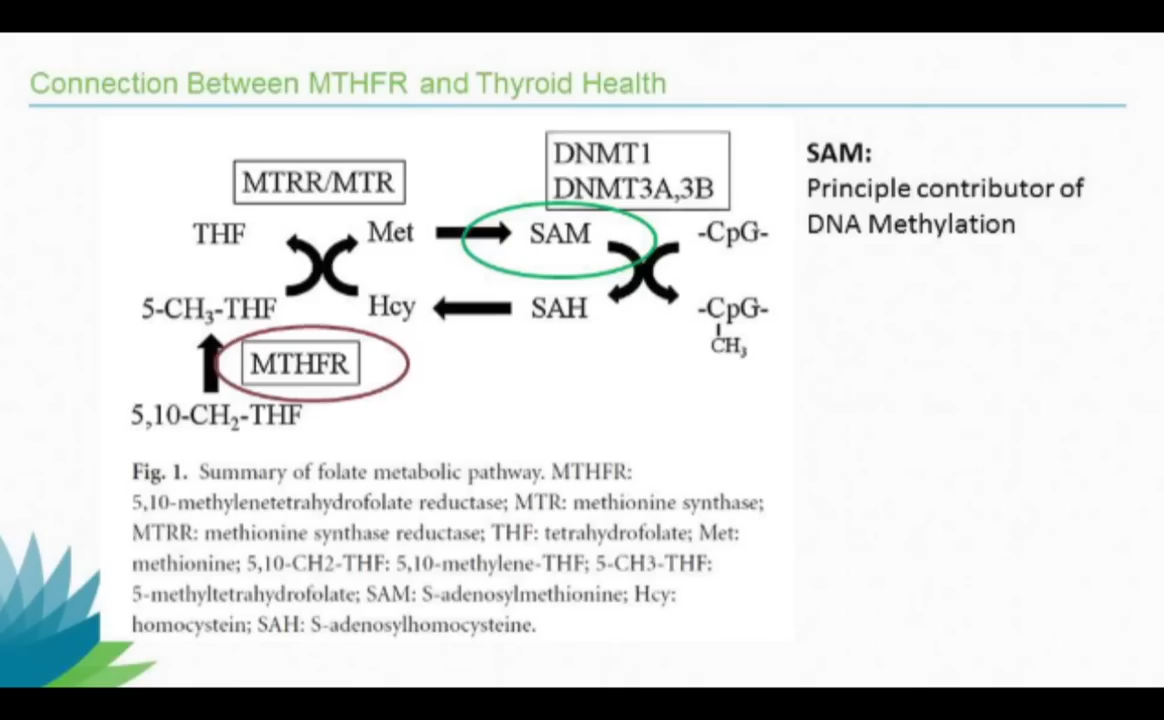 Connection Between MTHFR and Thyroid Health
MTRR/MTR
DNMT1
DNMT3A,3B
THF
Met
SAM
-CpG-
5-CH₃-THF
Hcy
SAH
-CpG-
CH₃
MTHFR
5,10-CH₂-THF
SAM:
Principle contributor of
DNA Methylation
Fig. 1. Summary of folate metabolic pathway. MTHFR:
5,10-methylenetetrahydrofolate reductase; MTR: methionine synthase;
MTRR: methionine synthase reductase; THF: tetrahydrofolate; Met:
methionine; 5,10-CH2-THF: 5,10-methylene-THF; 5-CH3-THF:
5-methyltetrahydrofolate; SAM: S-adenosylmethionine; Hcy:
homocystein; SAH: S-adenosylhomocysteine.